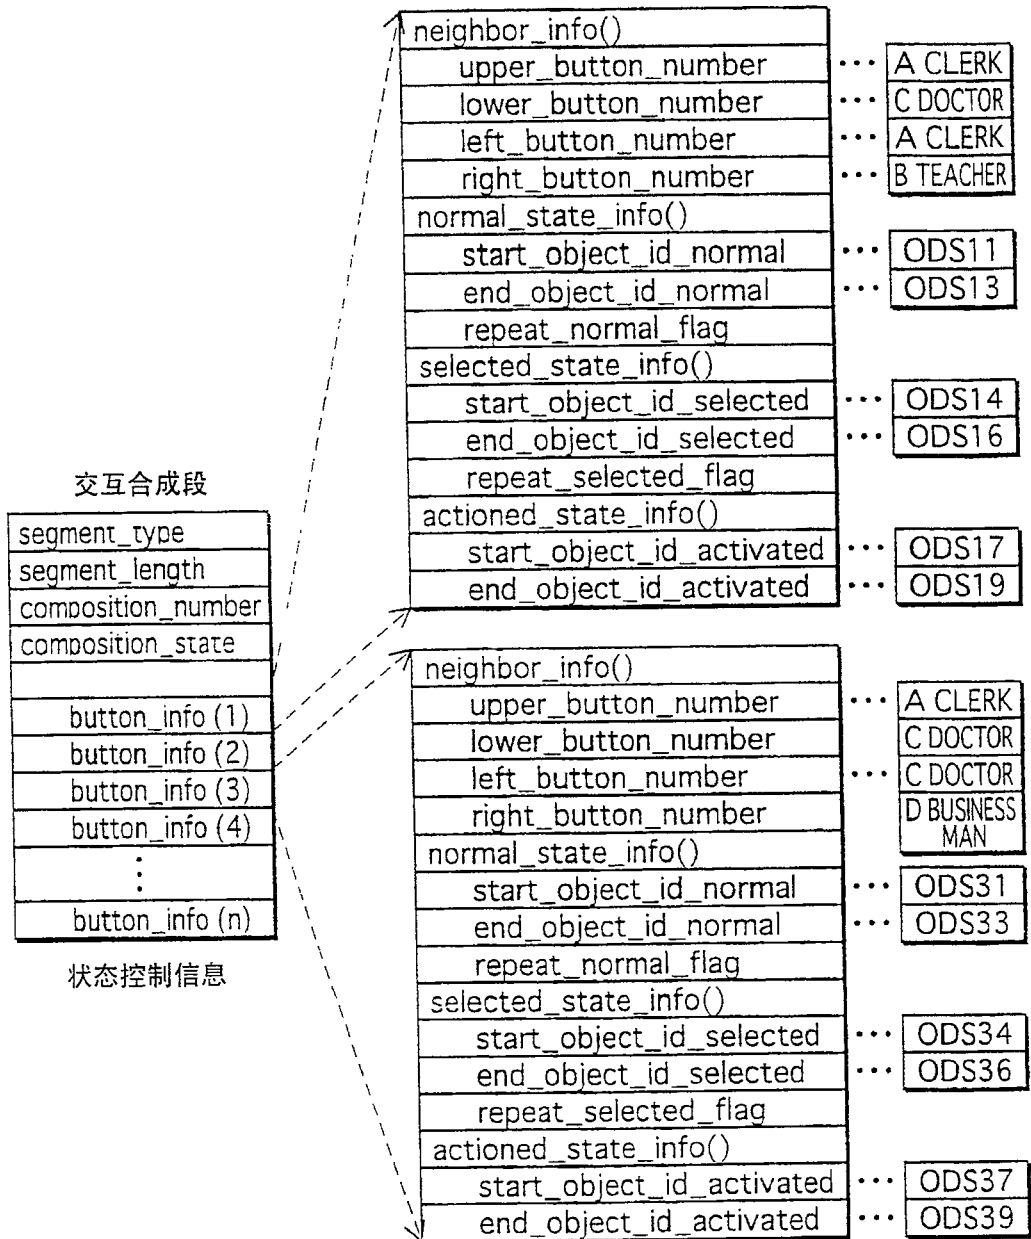 neighbor_info()
upper_button_number ··· A CLERK
lower_button_number ··· C DOCTOR
left_button_number ··· A CLERK
right_button_number ··· B TEACHER
normal_state_info()
start_object_id_normal ··· ODS11
end_object_id_normal ··· ODS13
repeat_normal_flag
selected_state_info()
start_object_id_selected ··· ODS14
end_object_id_selected ··· ODS16
repeat_selected_flag
actioned_state_info()
start_object_id_activated ··· ODS17
end_object_id_activated ··· ODS19
交互合成段
segment_type
segment_length
composition_number
composition_state
button_info (1)
button_info (2)
button_info (3)
button_info (4)
⋮
button_info (n)
状态控制信息
neighbor_info()
upper_button_number ··· A CLERK
lower_button_number C DOCTOR
left_button_number ··· C DOCTOR
right_button_number D BUSINESS
MAN
normal_state_info()
start_object_id_normal ··· ODS31
end_object_id_normal ··· ODS33
repeat_normal_flag
selected_state_info()
start_object_id_selected ··· ODS34
end_object_id_selected ··· ODS36
repeat_selected_flag
actioned_state_info()
start_object_id_activated ··· ODS37
end_object_id_activated ··· ODS39